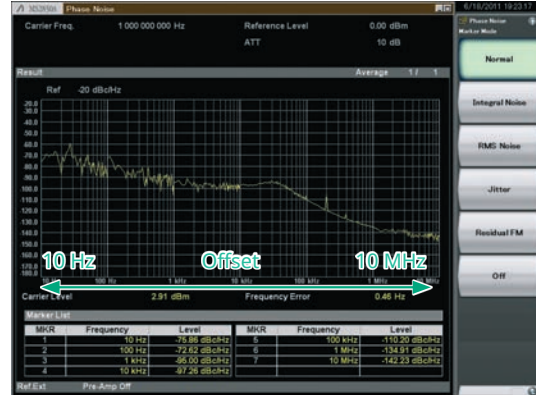 MS2850A Phase Noise
6/18/2011 19:23:17
Carrier Freq. 1 000 000 000 Hz Reference Level 0.00 dBm
ATT 10 dB
Phase Noise
Marker Mode
Normal
Integral Noise
RMS Noise
Jitter
Residual FM
Off
Result Average 1 / 1
Ref -20 dBc/Hz
-20.0
-30.0
-40.0
-50.0
-60.0
-70.0
-80.0
-90.0
-100.0
-110.0
-120.0
-130.0
-140.0
-150.0
-160.0
-170.0
-180.0
10 Hz Offset 10 MHz
10 Hz 100 Hz 1 kHz 10 kHz 100 kHz 1 MHz 10 MHz
Carrier Level 2.91 dBm Frequency Error 0.46 Hz
Marker List
MKR Frequency Level MKR Frequency Level
1 10 Hz -75.86 dBc/Hz 5 100 kHz -110.20 dBc/Hz
2 100 Hz -72.62 dBc/Hz 6 1 MHz -134.91 dBc/Hz
3 1 kHz -95.00 dBc/Hz 7 10 MHz -142.23 dBc/Hz
4 10 kHz -97.26 dBc/Hz
Ref.Ext Pre-Amp Off